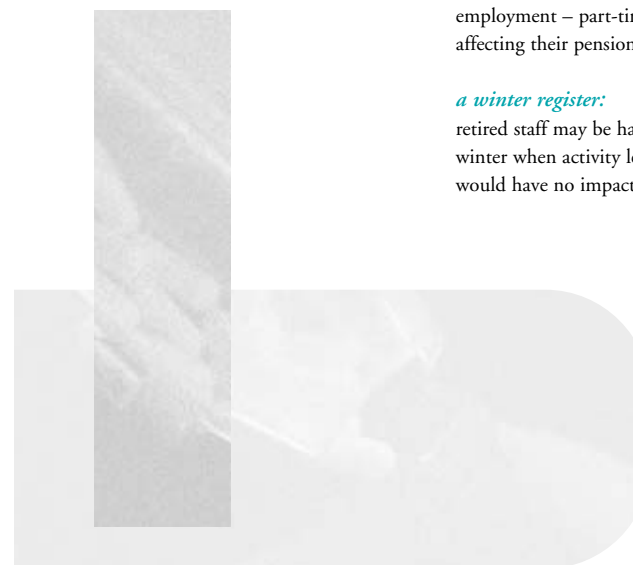 employment – part-tim
affecting their pension
a winter register:
retired staff may be ha
winter when activity le
would have no impact